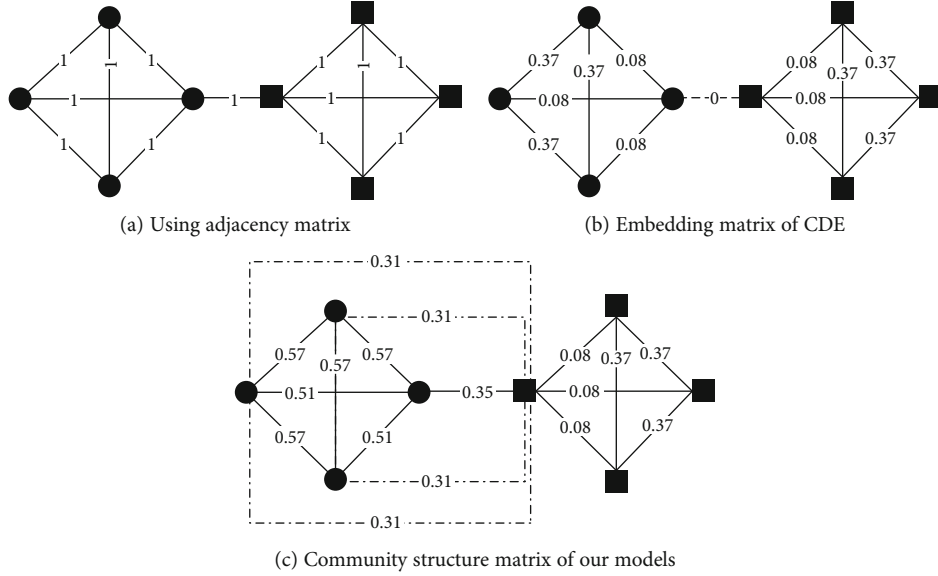 1 1 1 1
1 1
1 1 1
1 1 1 1
0.37 0.08 0.08 0.37
0.37 0.37
0.08 0 0.08
0.37 0.08 0.08 0.37
(a) Using adjacency matrix
(b) Embedding matrix of CDE
0.31
0.31
0.57 0.57 0.08 0.37
0.57 0.37
0.51 0.35 0.08
0.57 0.51 0.08 0.37
0.31
0.31
(c) Community structure matrix of our models